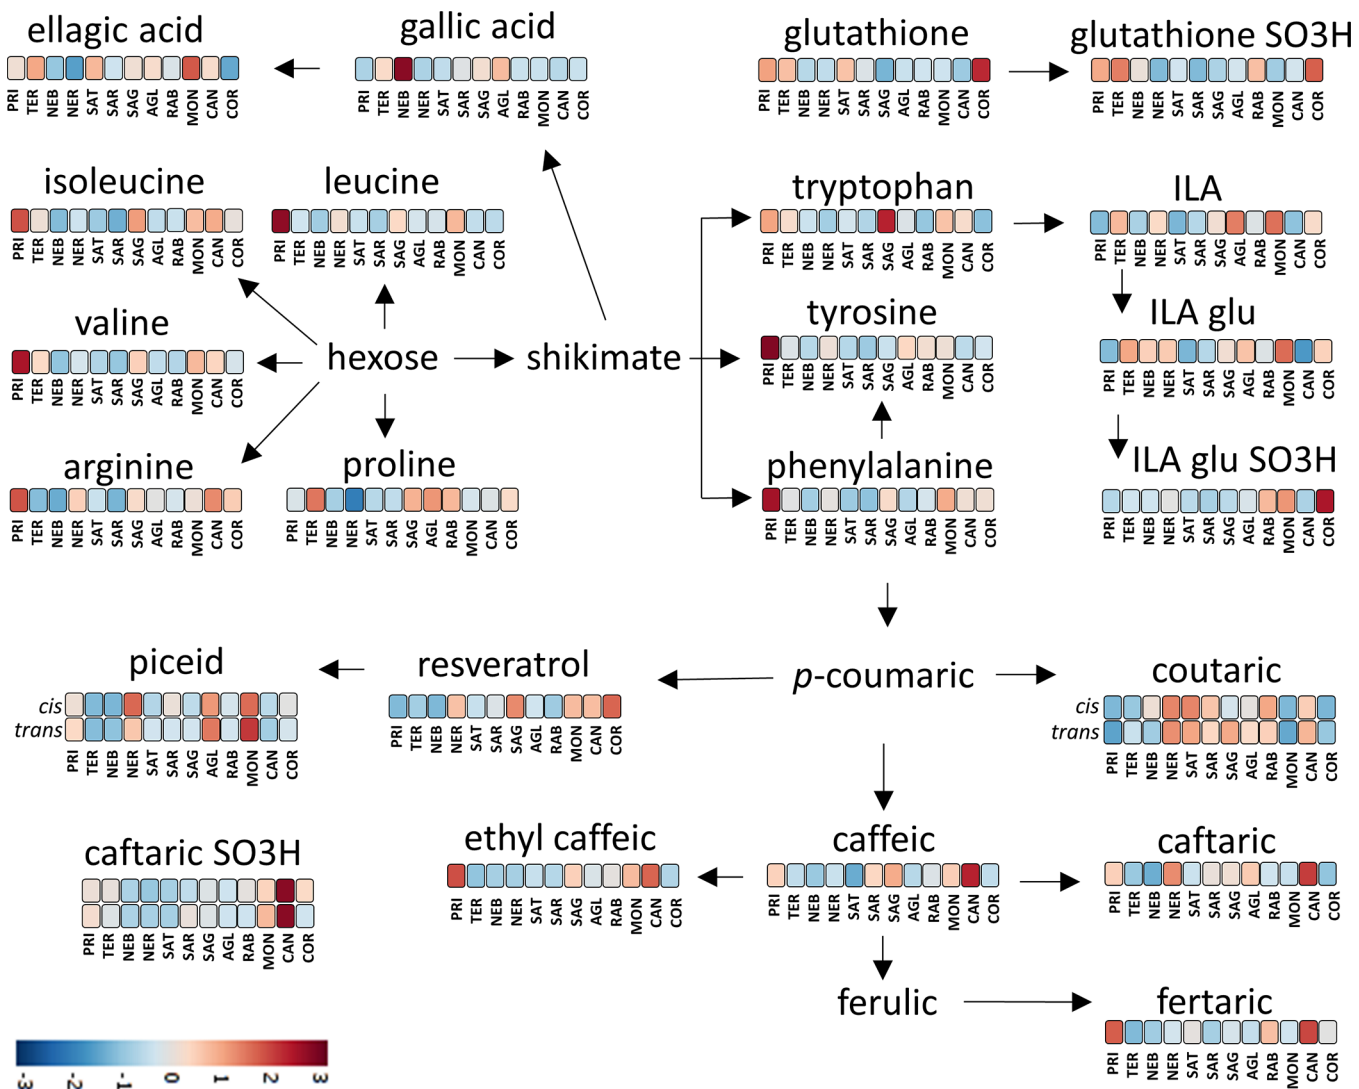 ellagic acid
PRI TER NEB NER SAT SAR SAG AGL RAB MON CAN COR
gallic acid
PRI TER NEB NER SAT SAR SAG AGL RAB MON CAN COR
glutathione
PRI TER NEB NER SAT SAR SAG AGL RAB MON CAN COR
glutathione SO3H
PRI TER NEB NER SAT SAR SAG AGL RAB MON CAN COR
isoleucine
PRI TER NEB NER SAT SAR SAG AGL RAB MON CAN COR
leucine
PRI TER NEB NER SAT SAR SAG AGL RAB MON CAN COR
tryptophan
PRI TER NEB NER SAT SAR SAG AGL RAB MON CAN COR
ILA
PRI TER NEB NER SAT SAR SAG AGL RAB MON CAN COR
valine
PRI TER NEB NER SAT SAR SAG AGL RAB MON CAN COR
hexose
shikimate
tyrosine
PRI TER NEB NER SAT SAR SAG AGL RAB MON CAN COR
ILA glu
PRI TER NEB NER SAT SAR SAG AGL RAB MON CAN COR
arginine
PRI TER NEB NER SAT SAR SAG AGL RAB MON CAN COR
proline
PRI TER NEB NER SAT SAR SAG AGL RAB MON CAN COR
phenylalanine
PRI TER NEB NER SAT SAR SAG AGL RAB MON CAN COR
ILA glu SO3H
PRI TER NEB NER SAT SAR SAG AGL RAB MON CAN COR
piceid
cis
trans
PRI TER NEB NER SAT SAR SAG AGL RAB MON CAN COR
resveratrol
PRI TER NEB NER SAT SAR SAG AGL RAB MON CAN COR
p-coumaric
coutaric
cis
trans
PRI TER NEB NER SAT SAR SAG AGL RAB MON CAN COR
caftaric SO3H
PRI TER NEB NER SAT SAR SAG AGL RAB MON CAN COR
ethyl caffeic
PRI TER NEB NER SAT SAR SAG AGL RAB MON CAN COR
caffeic
PRI TER NEB NER SAT SAR SAG AGL RAB MON CAN COR
caftaric
PRI TER NEB NER SAT SAR SAG AGL RAB MON CAN COR
ferulic
fertaric
PRI TER NEB NER SAT SAR SAG AGL RAB MON CAN COR
-3 -2 -1 0 1 2 3